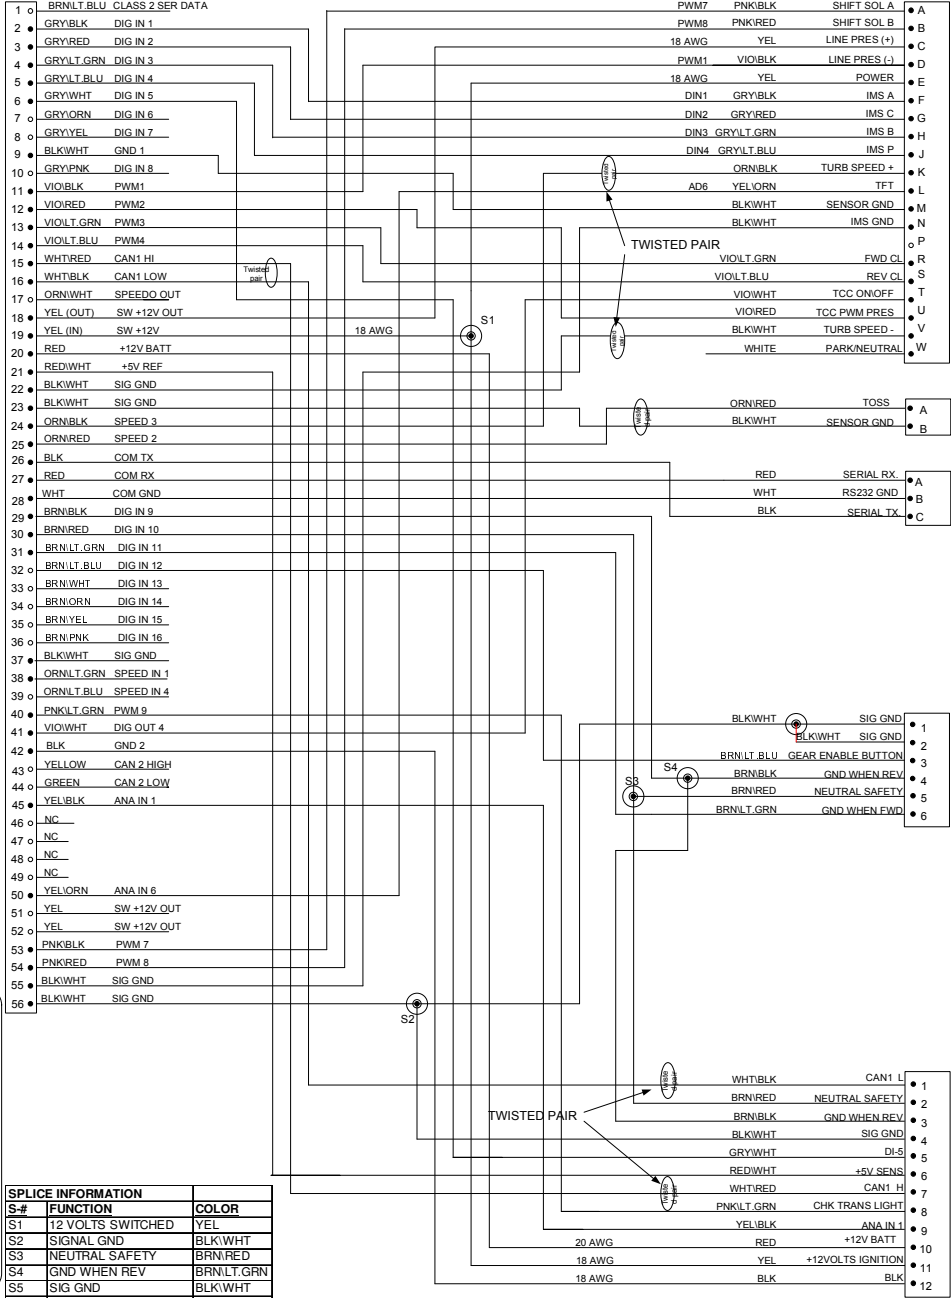 1 BRN\LT.BLU CLASS 2 SER DATA
2 GRY\BLK DIG IN 1
3 GRY\RED DIG IN 2
4 GRY\LT.GRN DIG IN 3
5 GRY\LT.BLU DIG IN 4
6 GRY\WHT DIG IN 5
7 GRY\ORN DIG IN 6
8 GRY\YEL DIG IN 7
9 BLK\WHT GND 1
10 GRY\PNK DIG IN 8
11 VIO\BLK PWM1
12 VIO\RED PWM2
13 VIO\LT.GRN PWM3
14 VIO\LT.BLU PWM4
15 WHT\RED CAN1 HI
16 WHT\BLK CAN1 LOW
Twisted
pair
17 ORN\WHT SPEEDO OUT
18 YEL (OUT) SW +12V OUT
19 YEL (IN) SW +12V 18 AWG S1
20 RED +12V BATT
21 RED\WHT +5V REF
22 BLK\WHT SIG GND
23 BLK\WHT SIG GND
24 ORN\BLK SPEED 3
25 ORN\RED SPEED 2
26 BLK COM TX
27 RED COM RX
28 WHT COM GND
29 BRN\BLK DIG IN 9
30 BRN\RED DIG IN 10
31 BRN\LT.GRN DIG IN 11
32 BRN\LT.BLU DIG IN 12
33 BRN\WHT DIG IN 13
34 BRN\ORN DIG IN 14
35 BRN\YEL DIG IN 15
36 BRN\PNK DIG IN 16
37 BLK\WHT SIG GND
38 ORN\LT.GRN SPEED IN 1
39 ORN\LT.BLU SPEED IN 4
40 PNK\LT.GRN PWM 9
41 VIO\WHT DIG OUT 4
42 BLK GND 2
43 YELLOW CAN 2 HIGH
44 GREEN CAN 2 LOW
45 YEL\BLK ANA IN 1
46 NC
47 NC
48 NC
49 NC
50 YEL\ORN ANA IN 6
51 YEL SW +12V OUT
52 YEL SW +12V OUT
53 PNK\BLK PWM 7
54 PNK\RED PWM 8
55 BLK\WHT SIG GND
56 BLK\WHT SIG GND
S2
PWM7 PNK\BLK SHIFT SOL A A
PWM8 PNK\RED SHIFT SOL B B
18 AWG YEL LINE PRES (+) C
PWM1 VIO\BLK LINE PRES (-) D
18 AWG YEL POWER E
DIN1 GRY\BLK IMS A F
DIN2 GRY\RED IMS C G
DIN3 GRY\LT.GRN IMS B H
DIN4 GRY\LT.BLU IMS P J
Twisted
pair
ORN\BLK TURB SPEED + K
AD6 YEL\ORN TFT L
BLK\WHT SENSOR GND M
BLK\WHT IMS GND N
P
TWISTED PAIR
VIO\LT.GRN FWD CL R
VIO\LT.BLU REV CL S
VIO\WHT TCC ON\OFF T
VIO\RED TCC PWM PRES U
BLK\WHT TURB SPEED - V
Twisted
pair
WHITE PARK/NEUTRAL W
ORN\RED TOSS A
Twiste
d pair
BLK\WHT SENSOR GND B
RED SERIAL RX. A
WHT RS232 GND B
BLK SERIAL TX. C
BLK\WHT SIG GND 1
BLK\WHT SIG GND 2
BRN\LT.BLU GEAR ENABLE BUTTON 3
S4 BRN\BLK GND WHEN REV 4
S3 BRN\RED NEUTRAL SAFETY 5
BRN\LT.GRN GND WHEN FWD 6
Twiste
d pair
WHT\BLK CAN1 L 1
BRN\RED NEUTRAL SAFETY 2
TWISTED PAIR
BRN\BLK GND WHEN REV 3
BLK\WHT SIG GND 4
GRY\WHT DI-5 5
RED\WHT +5V SENS 6
Twiste
d pair
WHT\RED CAN1 H 7
PNK\LT.GRN CHK TRANS LIGHT 8
YEL\BLK ANA IN 1 9
20 AWG RED +12V BATT 10
18 AWG YEL +12VOLTS IGNITION 11
18 AWG BLK BLK 12
SPLICE INFORMATION
S-# FUNCTION COLOR
S1 12 VOLTS SWITCHED YEL
S2 SIGNAL GND BLK\WHT
S3 NEUTRAL SAFETY BRN\RED
S4 GND WHEN REV BRN\LT.GRN
S5 SIG GND BLK\WHT